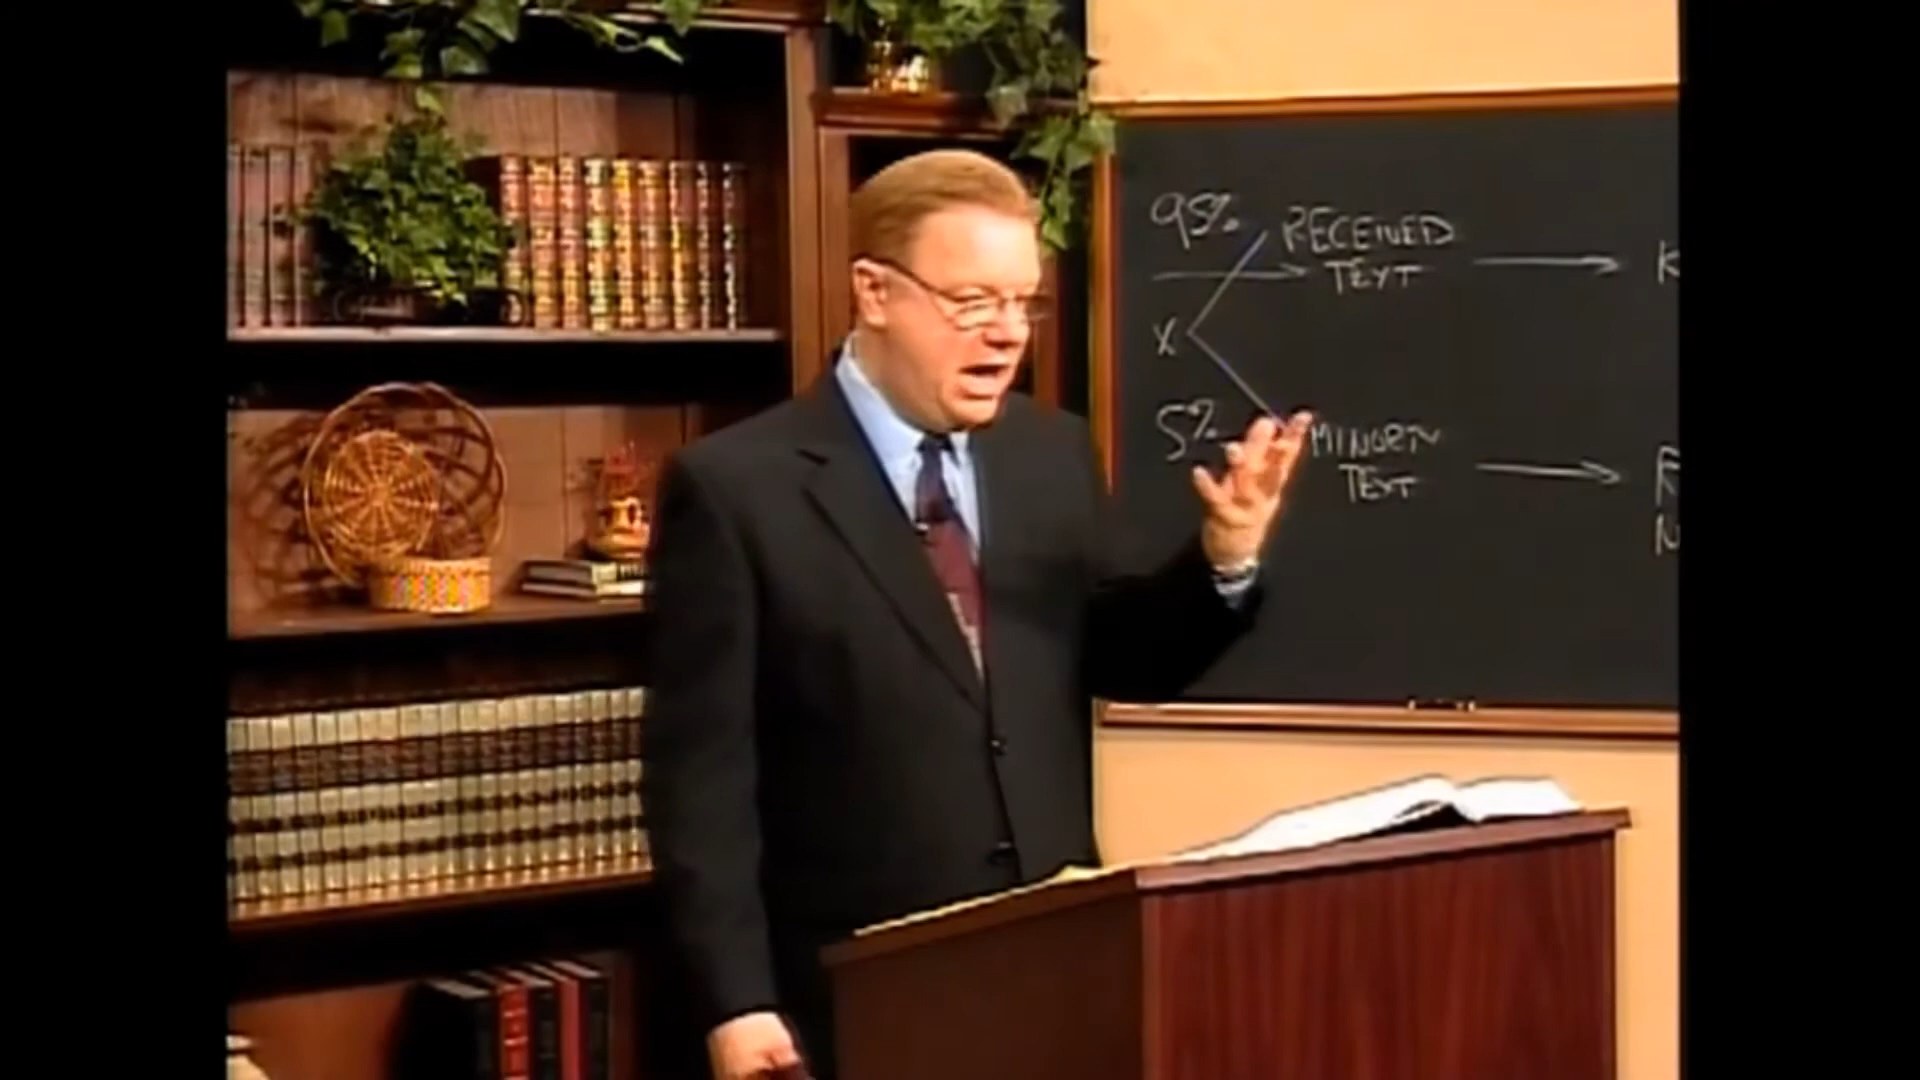 95%
RECEIVED
TEXT
K
X
5%
MINORITY
TEXT
R
N